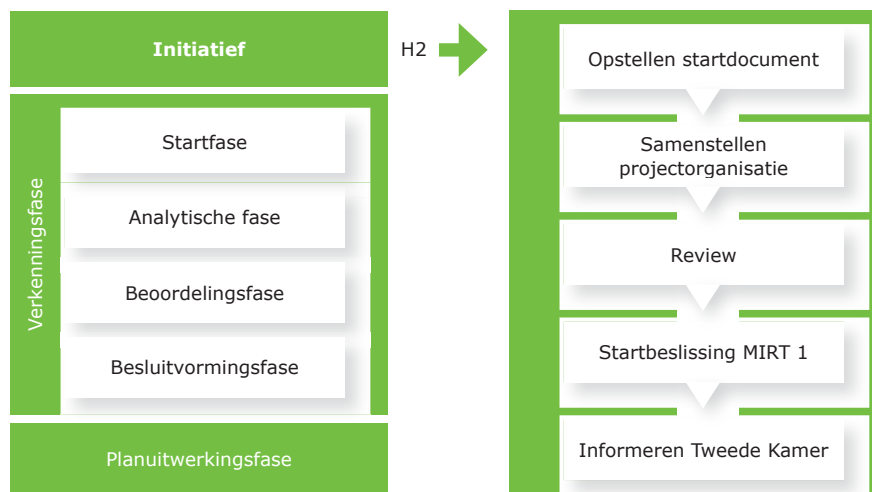 Initiatief
H2
Verkenningsfase
Startfase
Analytische fase
Beoordelingsfase
Besluitvormingsfase
Planuitwerkingsfase
Opstellen startdocument
Samenstellen
projectorganisatie
Review
Startbeslissing MIRT 1
Informeren Tweede Kamer